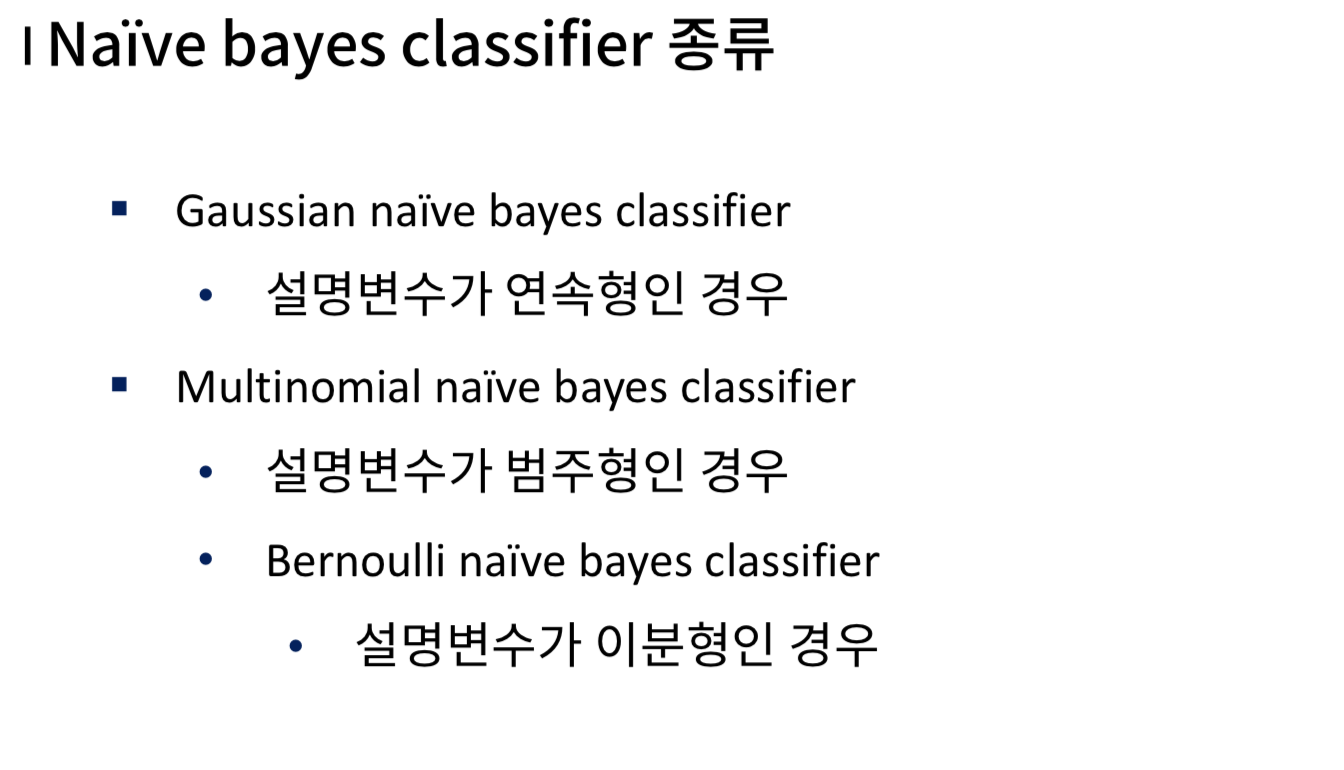 I Naïve bayes classifier 종류
▪ Gaussian naïve bayes classifier
• 설명변수가 연속형인 경우
▪ Multinomial naïve bayes classifier
• 설명변수가 범주형인 경우
• Bernoulli naïve bayes classifier
• 설명변수가 이분형인 경우